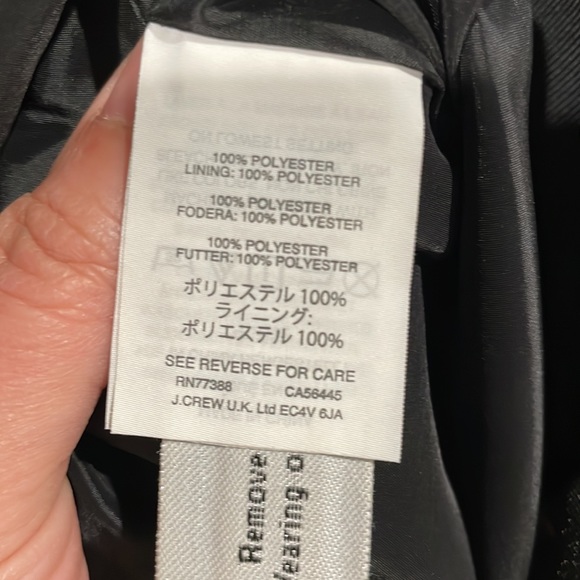 100% POLYESTER
LINING: 100% POLYESTER
100% POLYESTER
FODERA: 100% POLYESTER
100% POLYESTER
FUTTER: 100% POLYESTER
ポリエステル 100%
ライニング:
ポリエステル 100%
SEE REVERSE FOR CARE
RN77388 CA56445
J.CREW U.K. Ltd EC4V 6JA
Remove